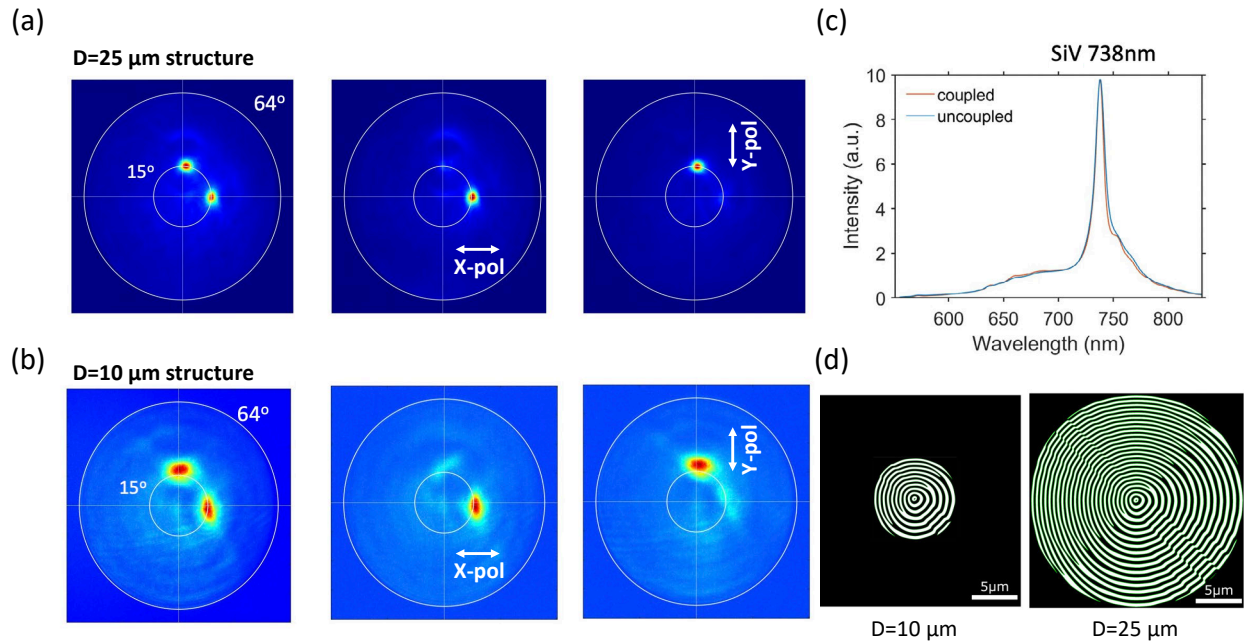 (a)
D=25 μm structure
64°
15°
X-pol
Y-pol
(b)
D=10 μm structure
64°
15°
X-pol
Y-pol
(c)
SiV 738nm
coupled
uncoupled
Intensity (a.u.)
10
8
6
4
2
0
600
650
700
750
800
Wavelength (nm)
(d)
5μm
5μm
D=10 μm
D=25 μm